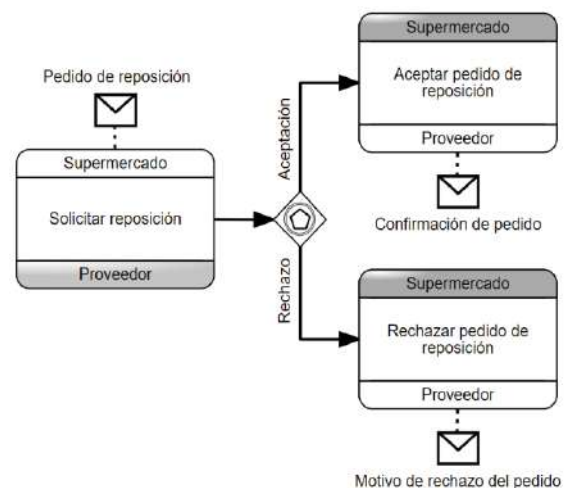 Pedido de reposición
Supermercado
Solicitar reposición
Proveedor
Aceptación
Rechazo
Supermercado
Aceptar pedido de
reposición
Proveedor
Confirmación de pedido
Supermercado
Rechazar pedido de
reposición
Proveedor
Motivo de rechazo del pedido